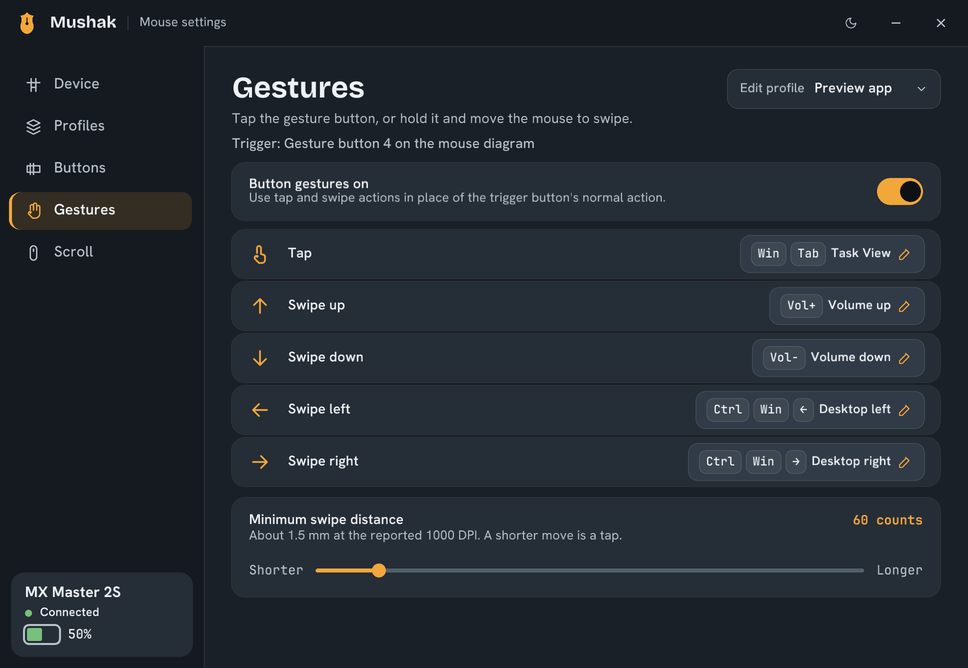 Mushak
Mouse settings
Device
Profiles
Buttons
Gestures
Scroll
MX Master 2S
Connected
50%
Gestures
Tap the gesture button, or hold it and move the mouse to swipe.
Trigger: Gesture button 4 on the mouse diagram
Edit profile Preview app
Button gestures on
Use tap and swipe actions in place of the trigger button's normal action.
Tap Win Tab Task View
Swipe up Vol+ Volume up
Swipe down Vol- Volume down
Swipe left Ctrl Win ← Desktop left
Swipe right Ctrl Win → Desktop right
Minimum swipe distance 60 counts
About 1.5 mm at the reported 1000 DPI. A shorter move is a tap.
Shorter Longer